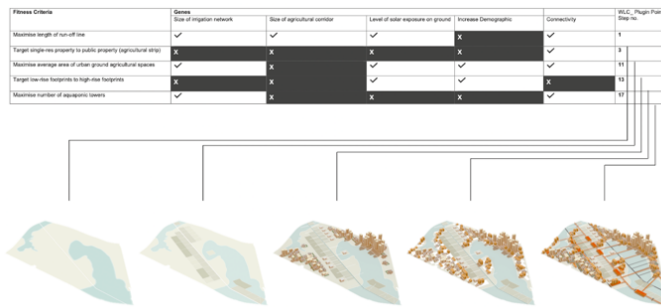 Fitness Criteria Genes WLC_ Plugin Pair
Size of irrigation network Size of agricultural corridor Level of solar exposure on ground Increase Demographic Connectivity Step no.
Maximise length of run-off line ✓ ✓ ✓ X ✓ 1
Target single-res property to public property (agricultural strip) X X X X ✓ 3
Maximise average area of urban ground agricultural spaces ✓ X ✓ ✓ ✓ 11
Target low-rise footprints to high-rise footprints X X ✓ ✓ X 13
Maximise number of aquaponic towers ✓ X X X ✓ 17